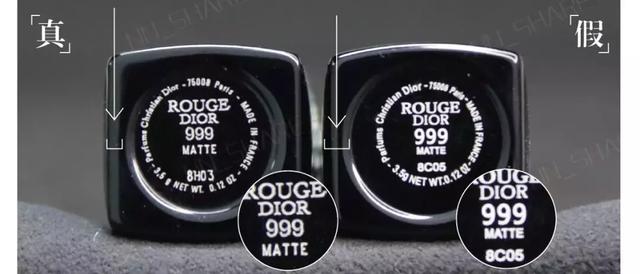 「真」
Parfums Christian Dior - 75008 Paris - MADE IN FRANCE.
ROUGE
DIOR
999
MATTE
8H03
- 3.5 g NET WT. 0.12 OZ -
ROUGE
DIOR
999
MATTE
「假」
Parfums Christian Dior - 75008 Paris - MADE IN FRANCE.
ROUGE
DIOR
999
MATTE
8C05
- 3.5g NET WT. 0.12 OZ -
ROUGE
DIOR
999
MATTE
8C05